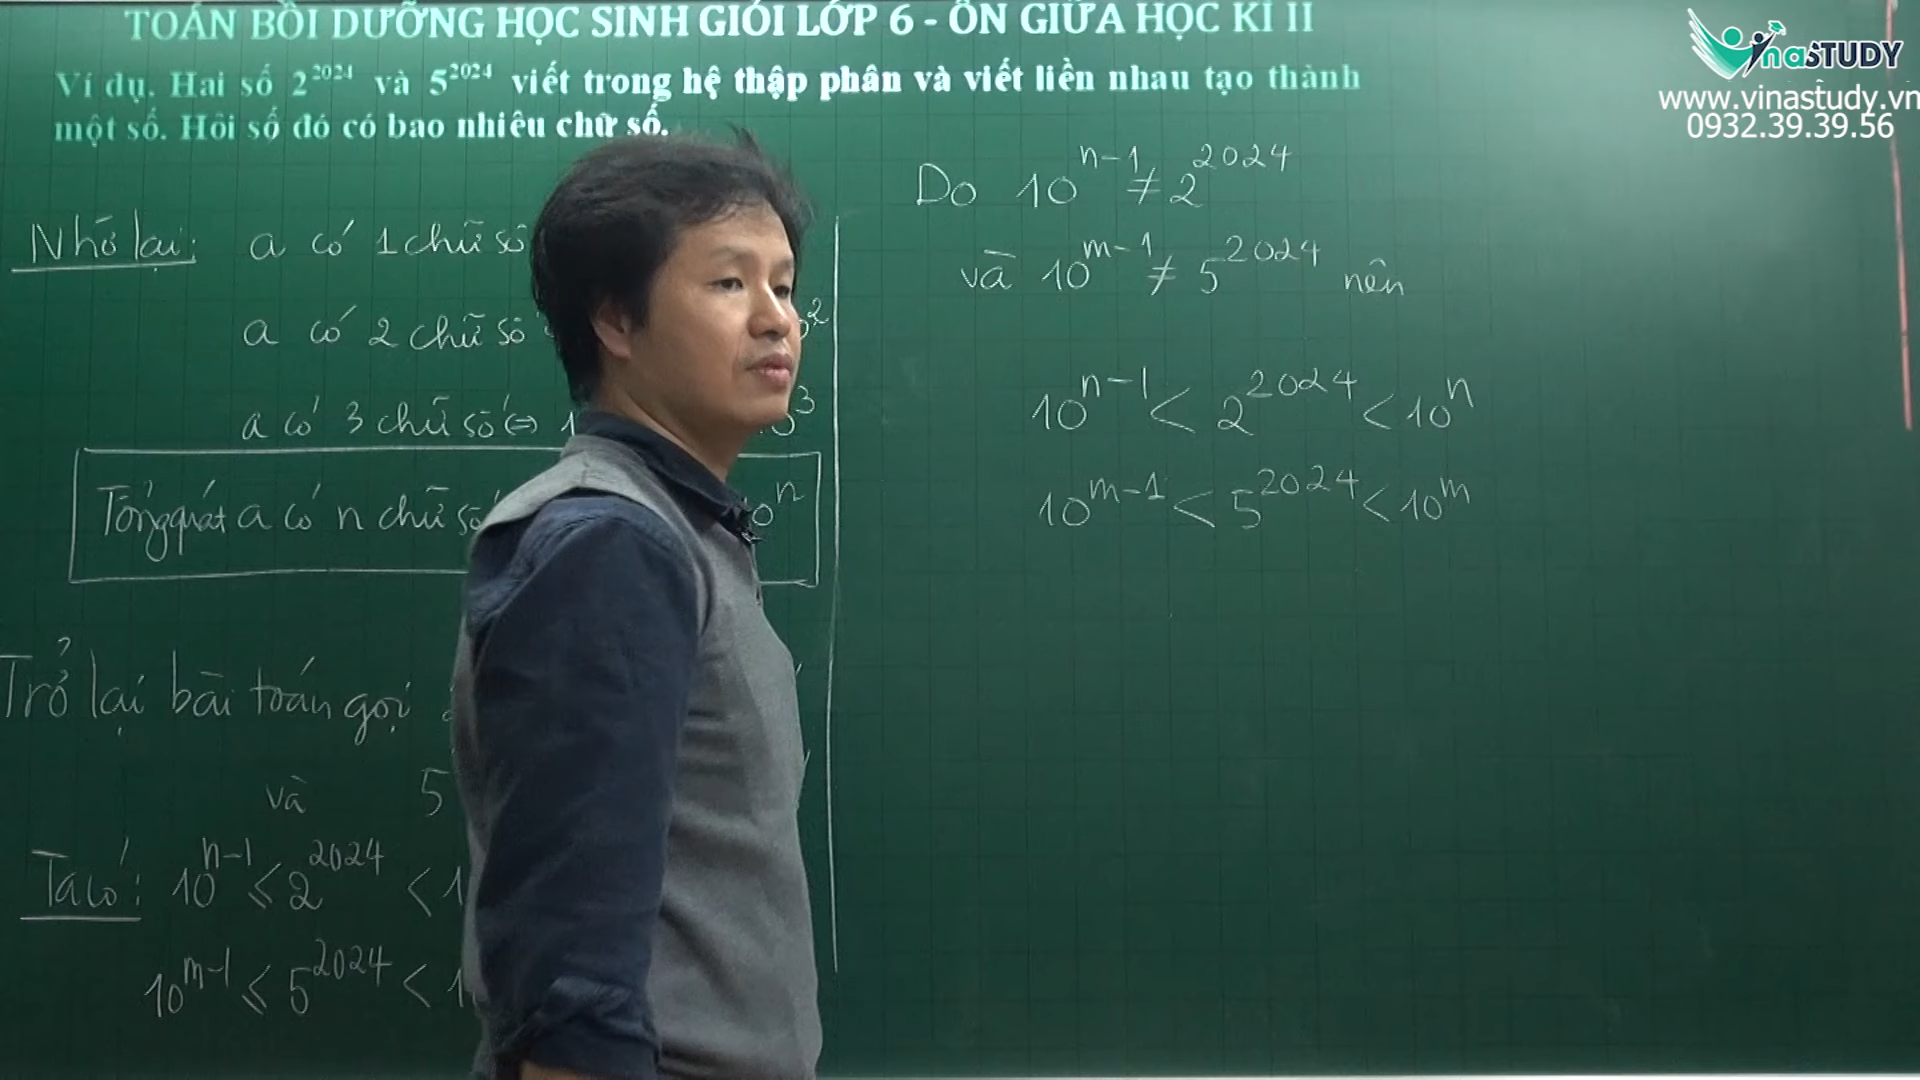 TOÁN BỒI DƯỠNG HỌC SINH GIỎI LỚP 6 - ÔN GIỮA HỌC KÌ II
Ví dụ. Hai số 2^2024 và 5^2024 viết trong hệ thập phân và viết liền nhau tạo thành
một số. Hỏi số đó có bao nhiêu chữ số.
VinaSTUDY
www.vinastudy.vn
0932.39.39.56
Nhớ lại: a có 1 chữ số
a có 2 chữ số
a có 3 chữ số ⇔ 1
Tổng quát a có n chữ số 0^n
Trở lại bài toán gọi
và 5
Ta có: 10^n-1 ≤ 2^2024 < 1
10^m-1 ≤ 5^2024 < 1
Do 10^n-1 ≠ 2^2024
và 10^m-1 ≠ 5^2024 nên
10^n-1 < 2^2024 < 10^n
10^m-1 < 5^2024 < 10^m